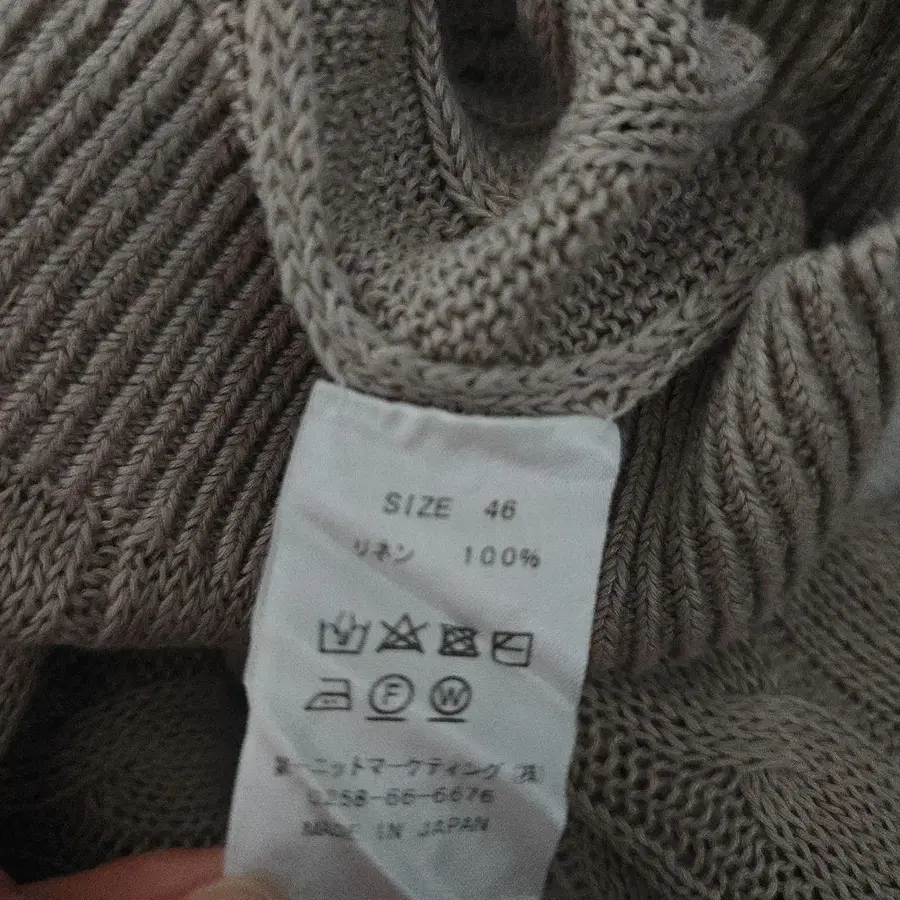 SIZE 46
リネン 100%
F W
第一ニットマーケティング(株)
0258-66-6676
MADE IN JAPAN